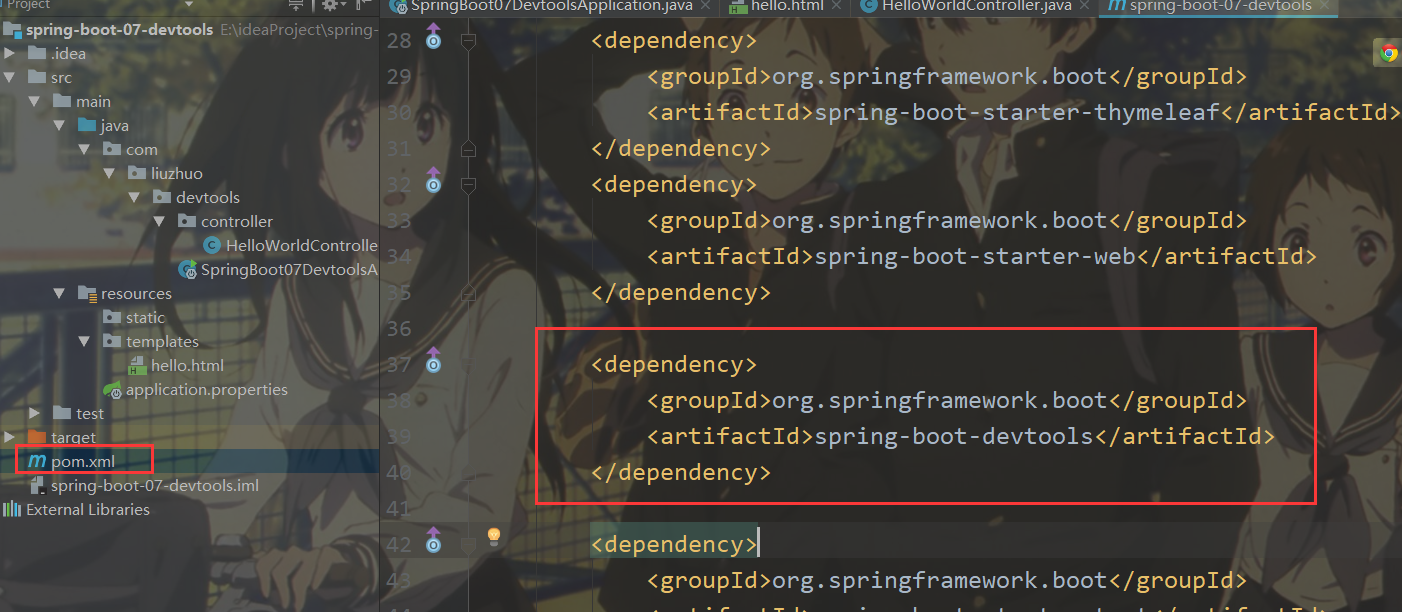 Project
spring-boot-07-devtools E:\ideaProject\spring-
.idea
src
main
java
com
liuzhuo
devtools
controller
HelloWorldControlle
SpringBoot07DevtoolsA
resources
static
templates
hello.html
application.properties
test
target
pom.xml
spring-boot-07-devtools.iml
External Libraries
SpringBoot07DevtoolsApplication.java × hello.html × HelloWorldController.java × spring-boot-07-devtools ×
28 <dependency>
29 <groupId>org.springframework.boot</groupId>
30 <artifactId>spring-boot-starter-thymeleaf</artifactId>
31 </dependency>
32 <dependency>
33 <groupId>org.springframework.boot</groupId>
34 <artifactId>spring-boot-starter-web</artifactId>
35 </dependency>
36
37 <dependency>
38 <groupId>org.springframework.boot</groupId>
39 <artifactId>spring-boot-devtools</artifactId>
40 </dependency>
41
42 <dependency>
43 <groupId>org.springframework.boot</groupId>